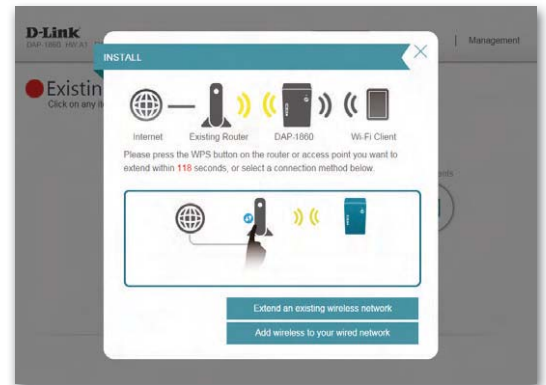 D-Link
DAP-1860 HW:A1
Management
INSTALL
Existin
Click on any it
Internet Existing Router DAP-1860 Wi-Fi Client
Please press the WPS button on the router or access point you want to
extend within 118 seconds, or select a connection method below.
Extend an existing wireless network
Add wireless to your wired network